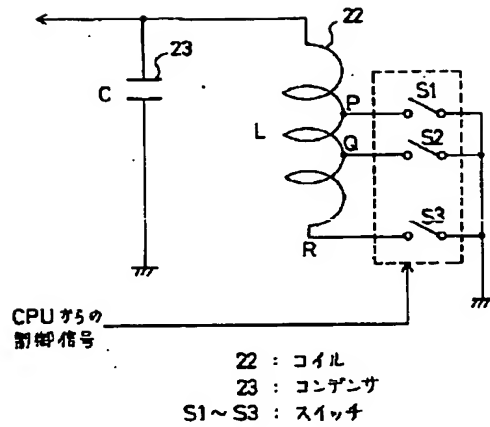 22
23
C
L
P
Q
R
S1
S2
S3
CPUからの
制御信号
22 : コイル
23 : コンデンサ
S1~S3 : スイッチ